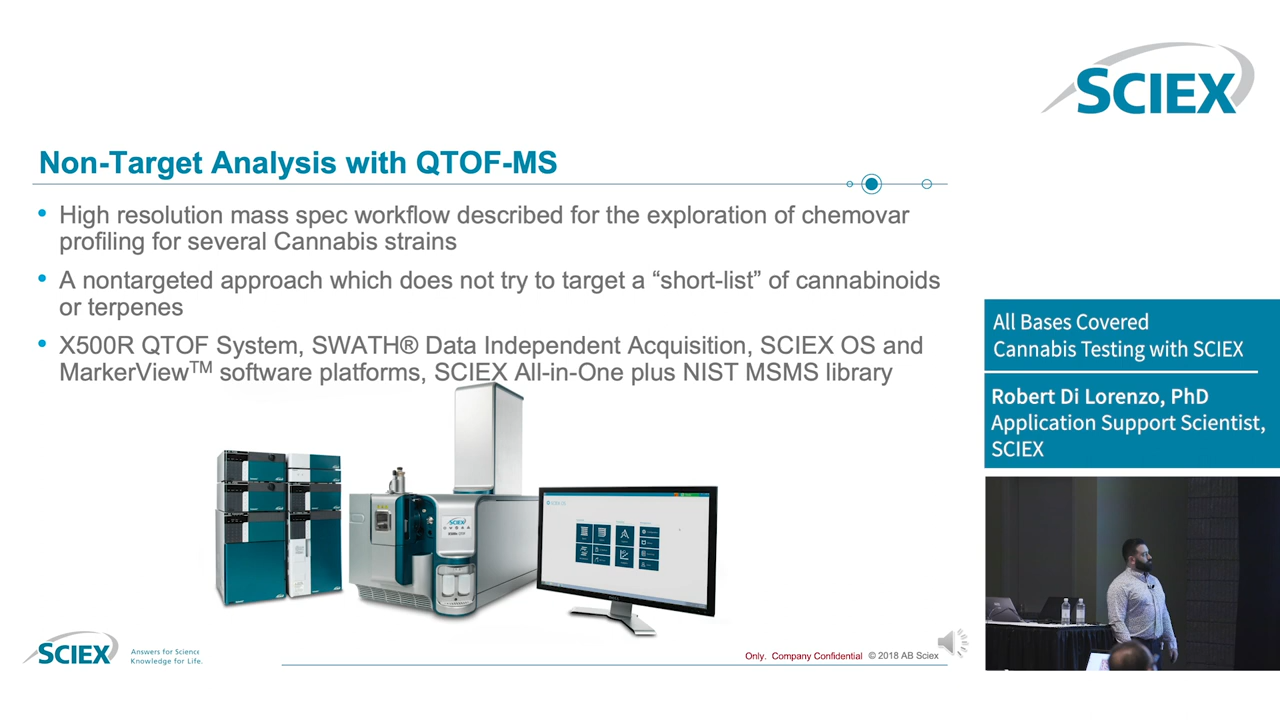 SCIEX
Non-Target Analysis with QTOF-MS
• High resolution mass spec workflow described for the exploration of chemovar
profiling for several Cannabis strains
• A nontargeted approach which does not try to target a “short-list” of cannabinoids
or terpenes
• X500R QTOF System, SWATH® Data Independent Acquisition, SCIEX OS and
MarkerView™ software platforms, SCIEX All-in-One plus NIST MSMS library
All Bases Covered
Cannabis Testing with SCIEX
Robert Di Lorenzo, PhD
Application Support Scientist,
SCIEX
SCIEX
SCIEX
Answers for Science
Knowledge for Life.
Only. Company Confidential © 2018 AB Sciex